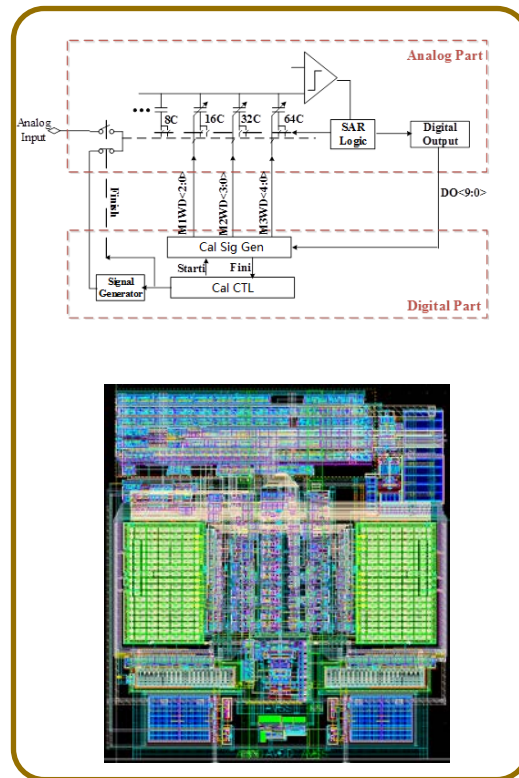 Analog Part
8C
16C
32C
64C
Analog
Input
SAR
Logic
Digital
Output
Finish
M1WD<2:0>
M2WD<3:0>
M3WD<4:0>
DO<9:0>
Cal Sig Gen
Starti
Fini
Signal
Generator
Cal CTL
Digital Part